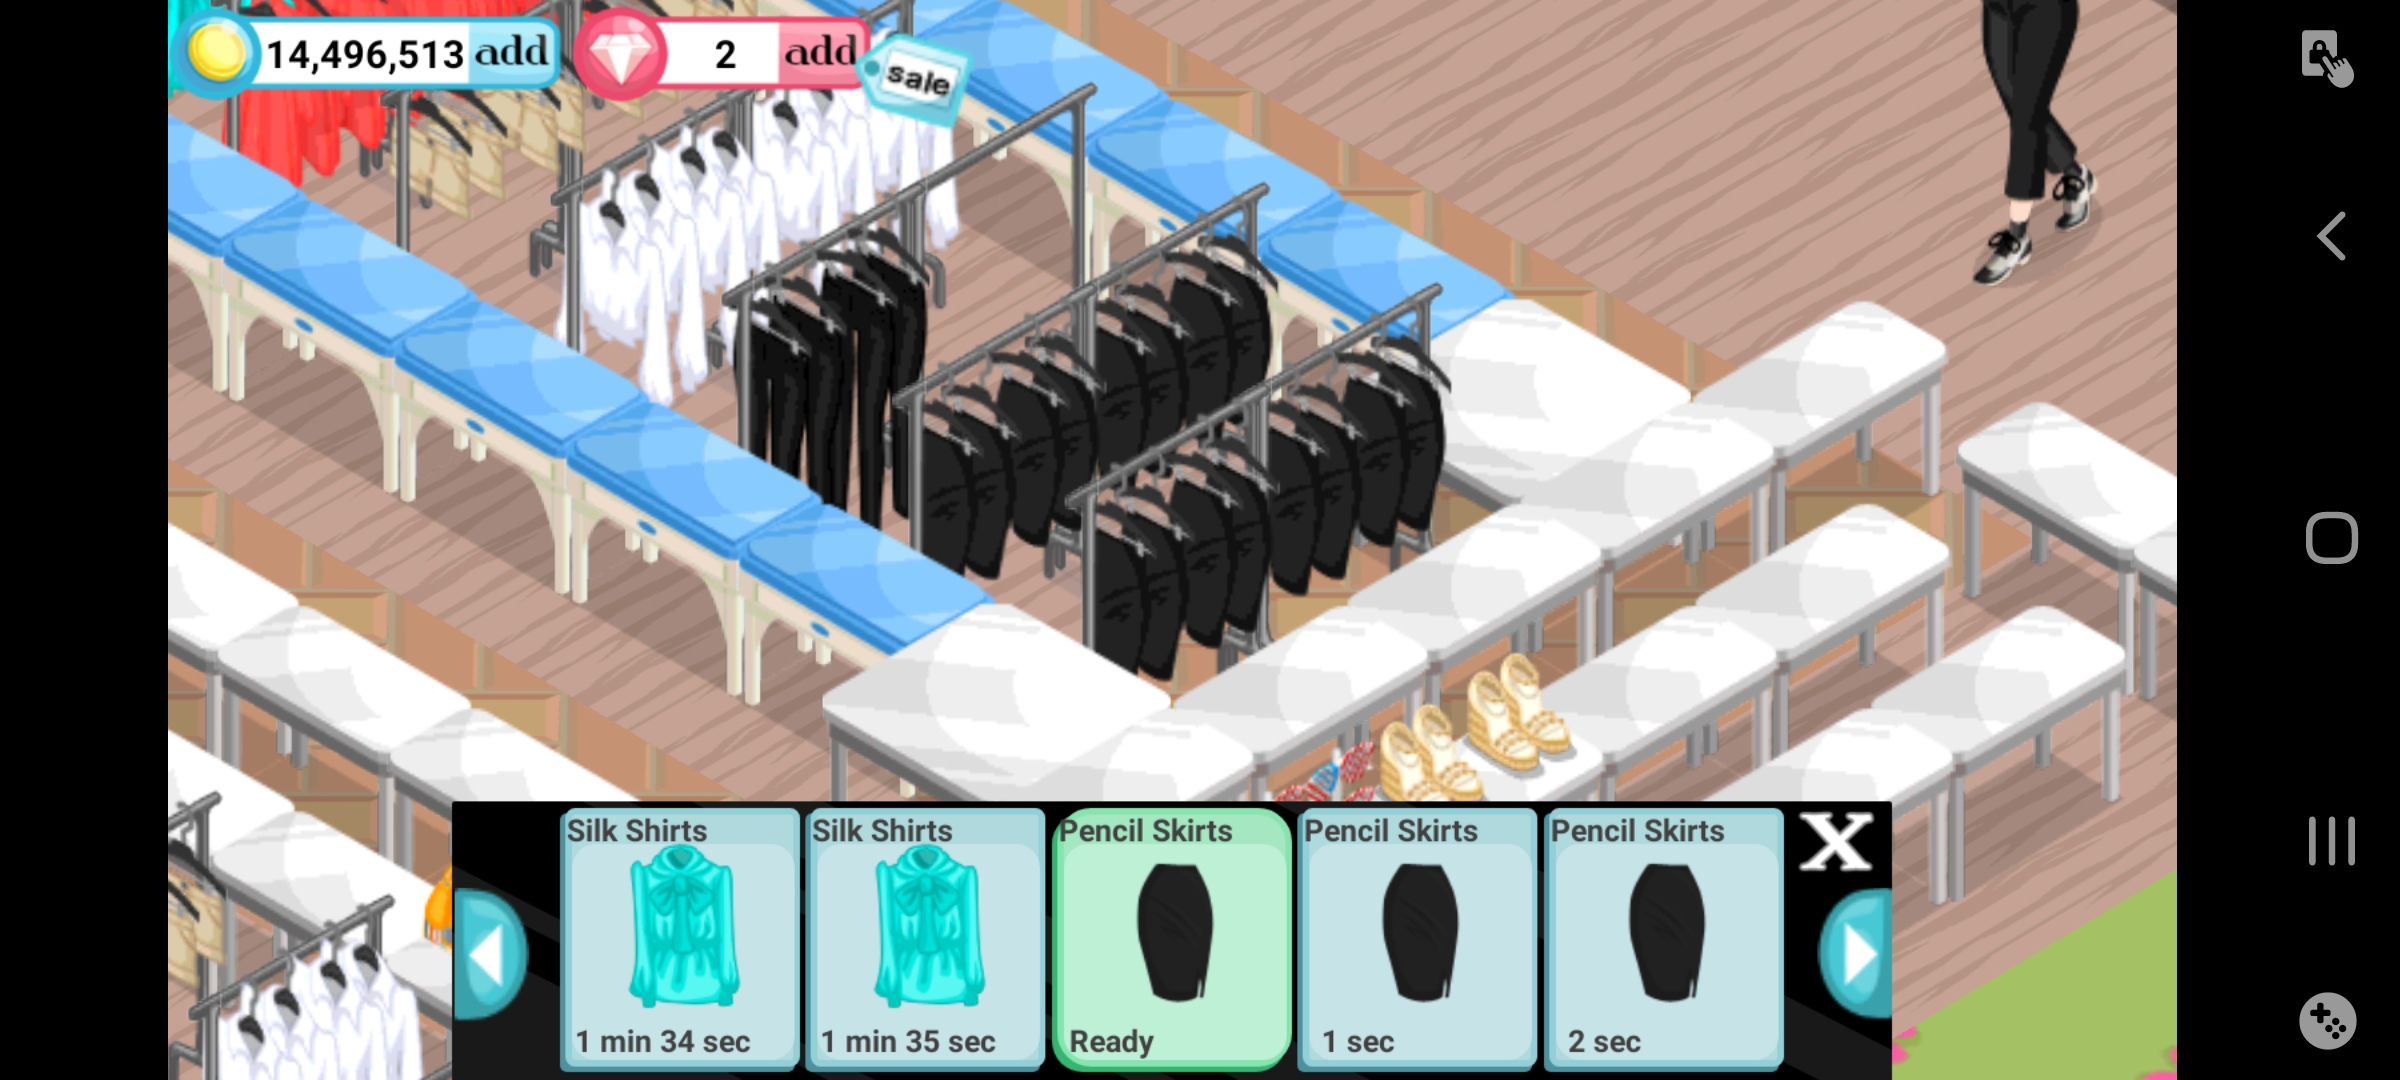 14,496,513 add
2 add
sale
Silk Shirts
1 min 34 sec
Silk Shirts
1 min 35 sec
Pencil Skirts
Ready
Pencil Skirts
1 sec
Pencil Skirts
2 sec
X